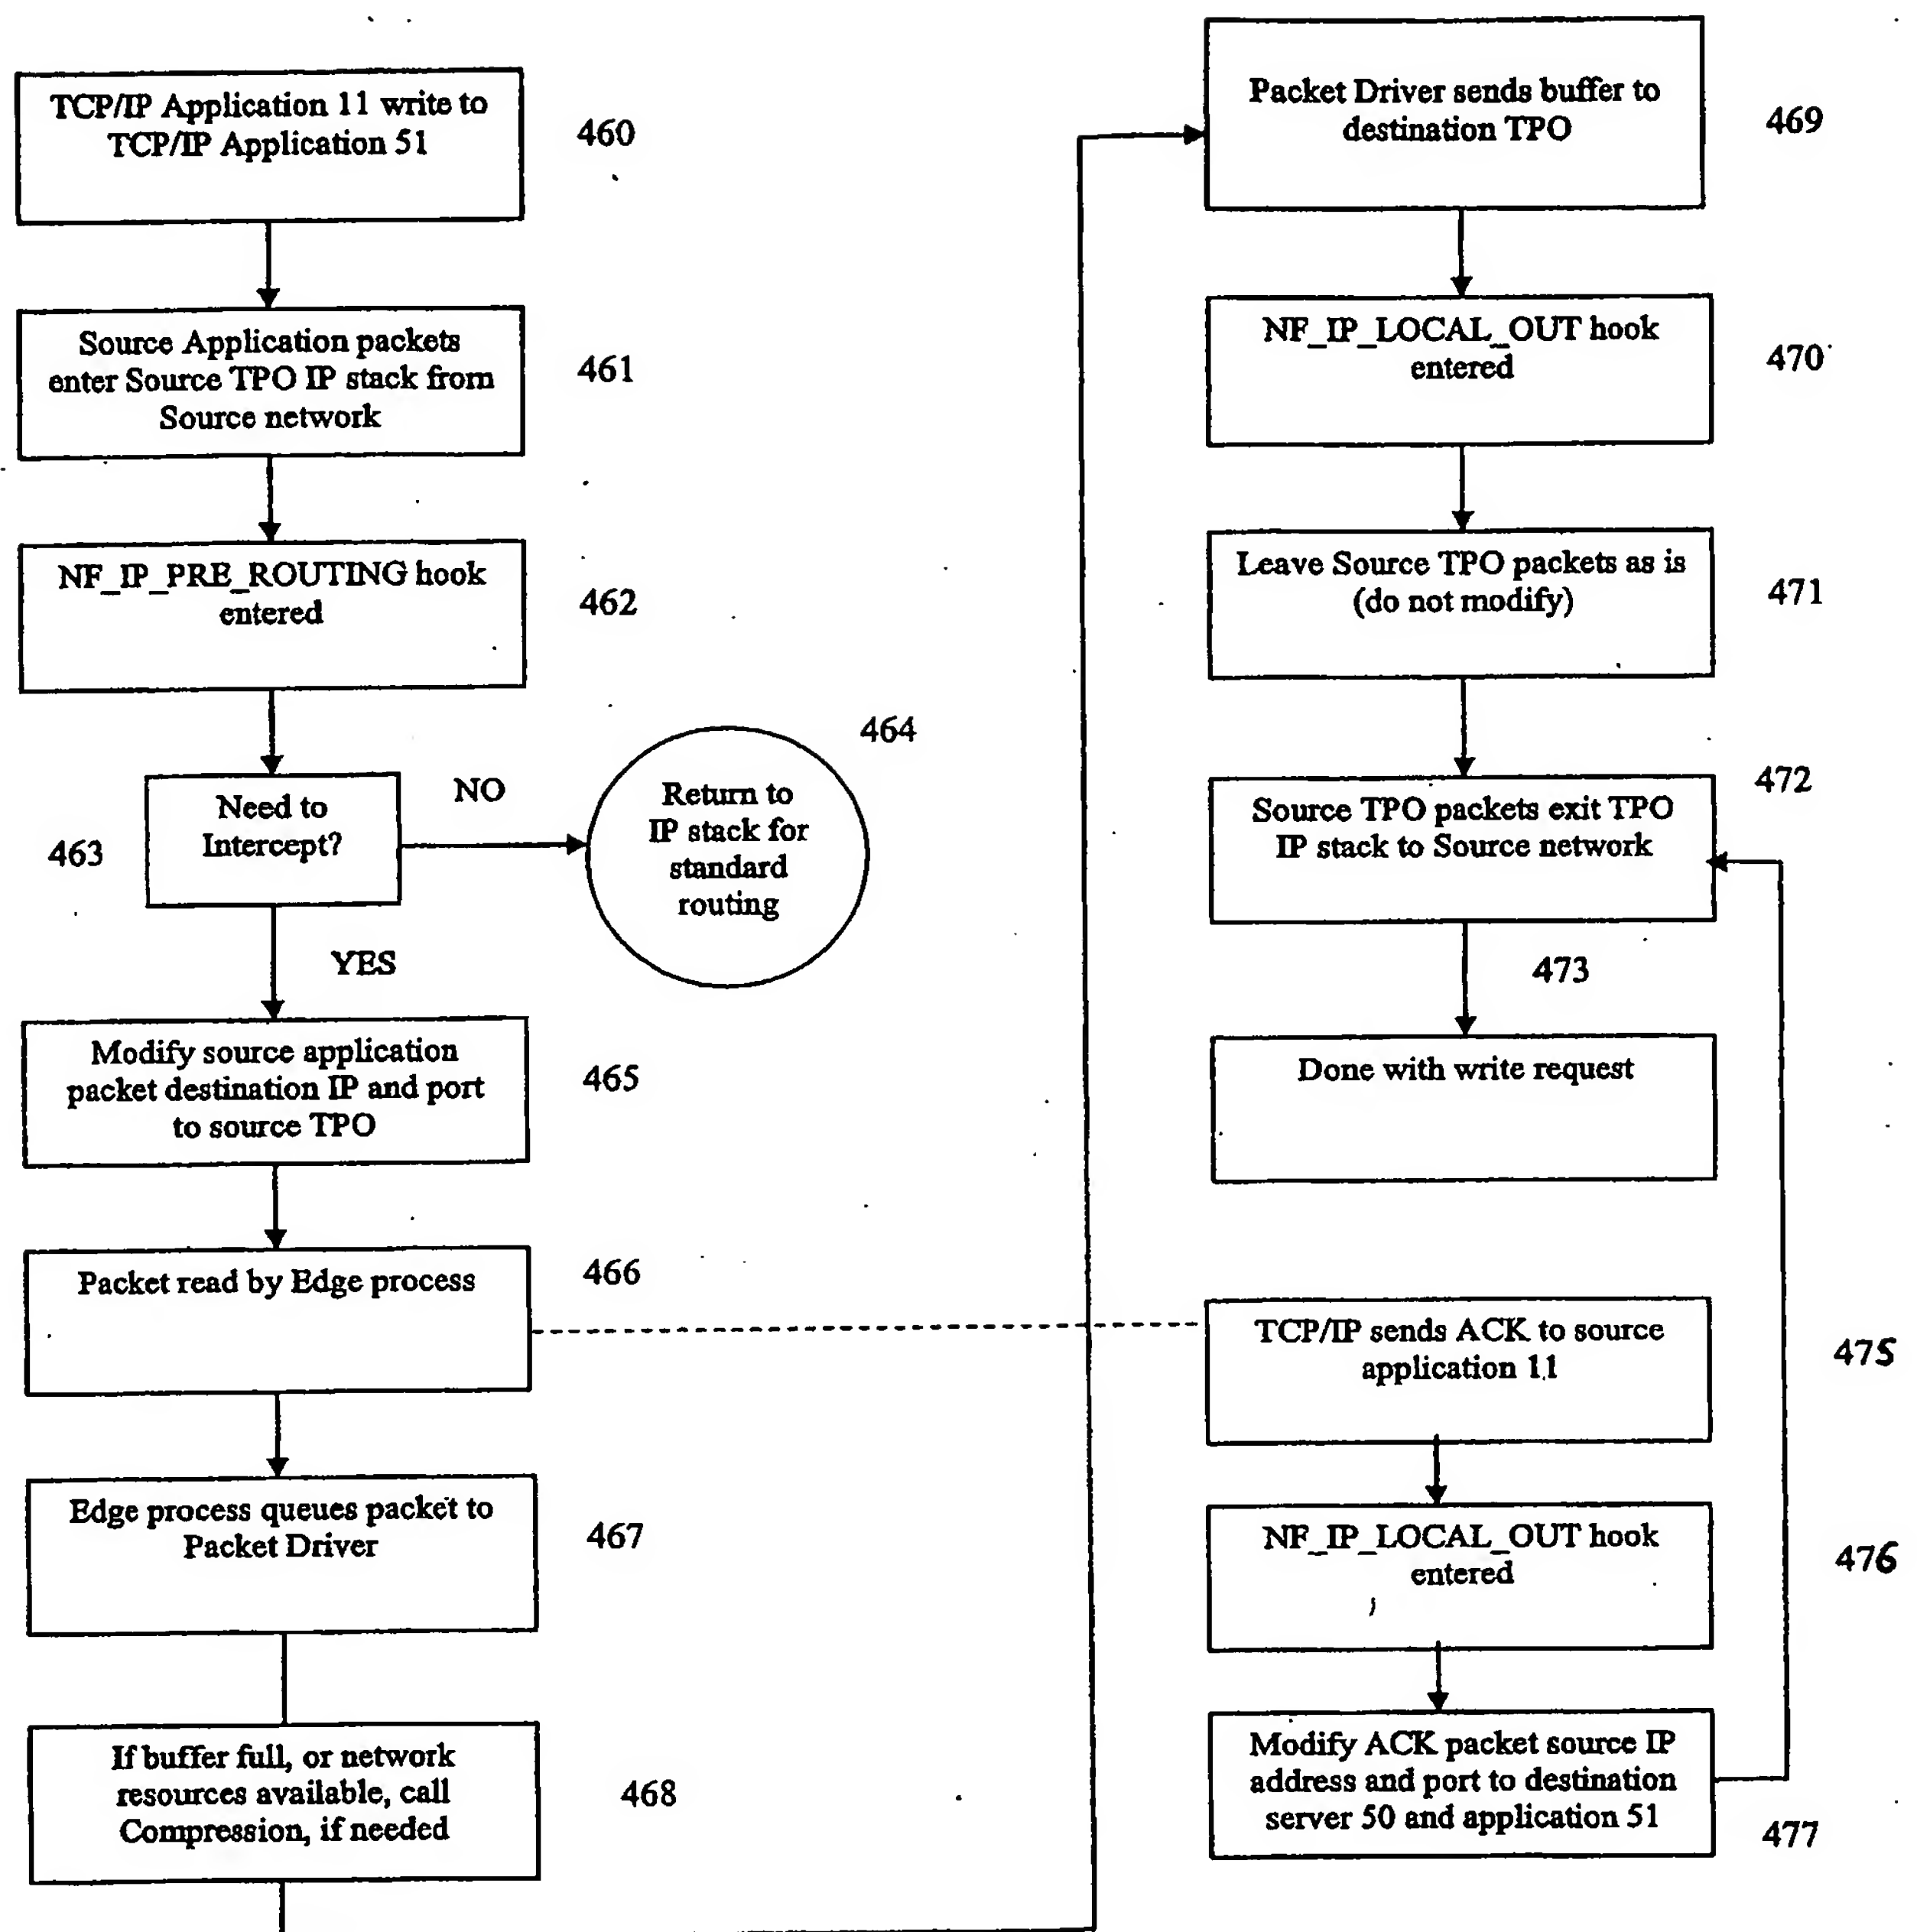 TCP/IP Application 11 write to
TCP/IP Application 51
460
Source Application packets
enter Source TPO IP stack from
Source network
461
NF_IP_PRE_ROUTING hook
entered
462
Need to
Intercept?
463
NO
464
Return to
IP stack for
standard
routing
YES
Modify source application
packet destination IP and port
to source TPO
465
Packet read by Edge process
466
Edge process queues packet to
Packet Driver
467
If buffer full, or network
resources available, call
Compression, if needed
468
Packet Driver sends buffer to
destination TPO
469
NF_IP_LOCAL_OUT hook
entered
470
Leave Source TPO packets as is
(do not modify)
471
472
Source TPO packets exit TPO
IP stack to Source network
473
Done with write request
TCP/IP sends ACK to source
application 11
475
NF_IP_LOCAL_OUT hook
entered
476
Modify ACK packet source IP
address and port to destination
server 50 and application 51
477